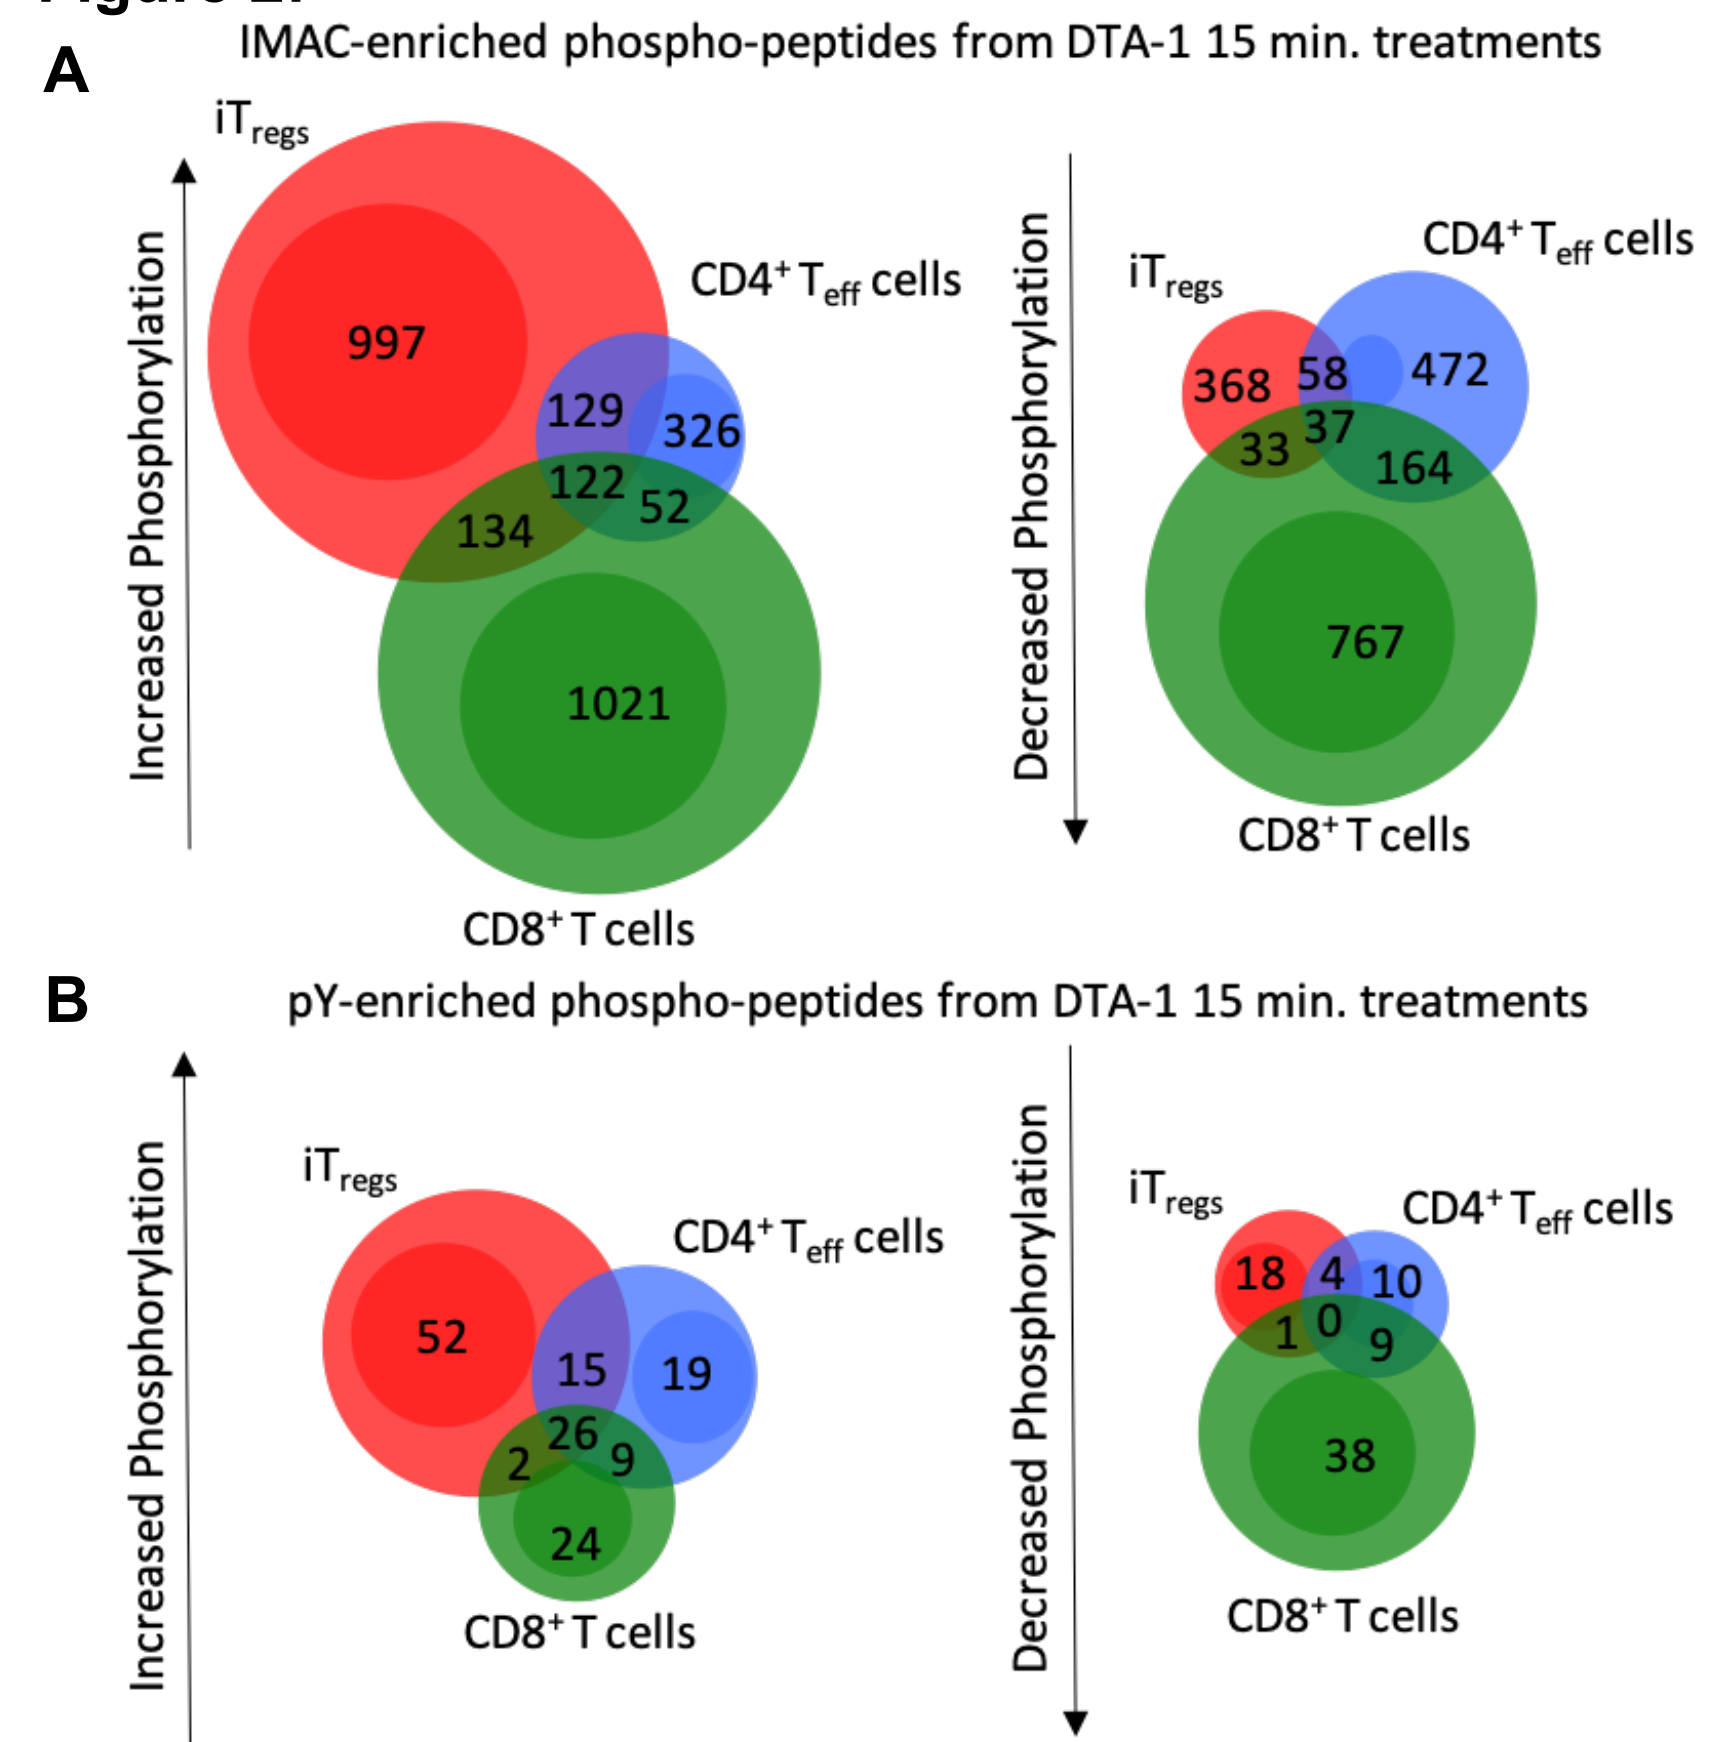 A
IMAC-enriched phospho-peptides from DTA-1 15 min. treatments
Increased Phosphorylation
iTregs
CD4+ Teff cells
997
129
326
122
52
134
1021
CD8+ T cells
Decreased Phosphorylation
iTregs
CD4+ Teff cells
368
58
472
37
33
164
767
CD8+ T cells
B
pY-enriched phospho-peptides from DTA-1 15 min. treatments
Increased Phosphorylation
iTregs
CD4+ Teff cells
52
15
19
26
2
9
24
CD8+ T cells
Decreased Phosphorylation
iTregs
CD4+ Teff cells
18
4
10
0
1
9
38
CD8+ T cells